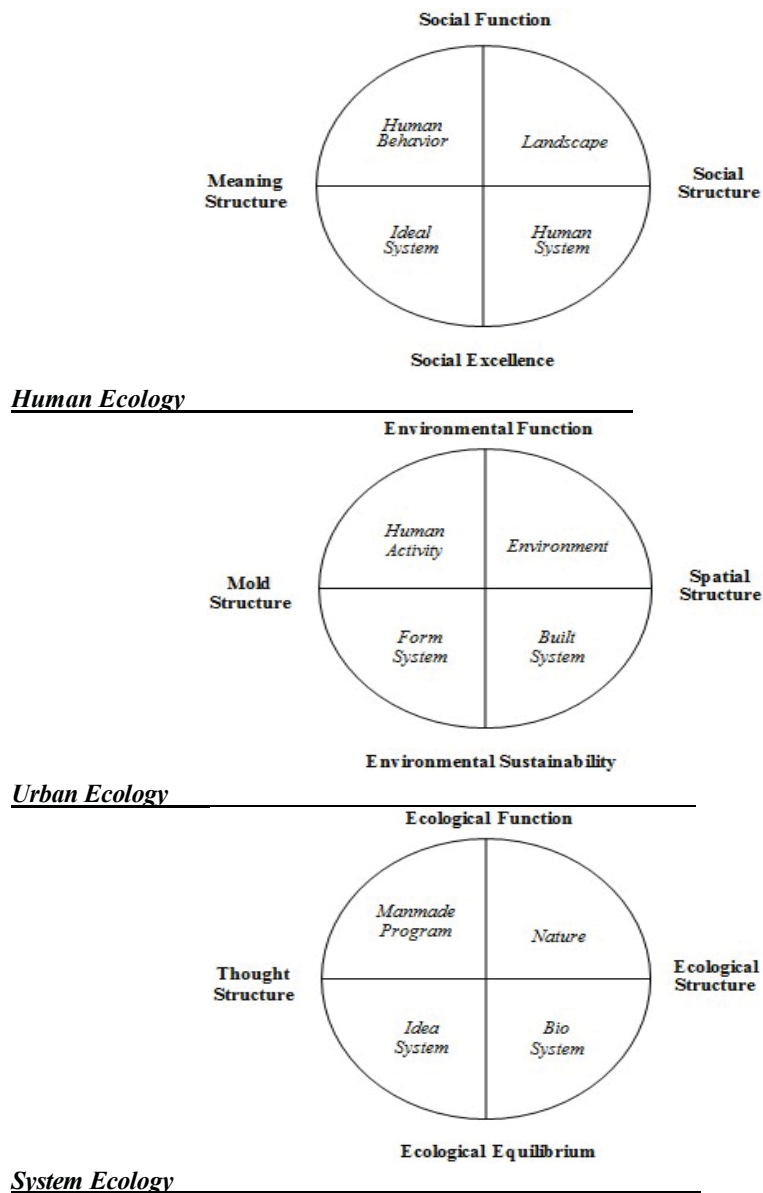 Social Function
Human
Behavior
Landscape
Meaning
Structure
Social
Structure
Ideal
System
Human
System
Social Excellence
Human Ecology
Environmental Function
Human
Activity
Environment
Mold
Structure
Spatial
Structure
Form
System
Built
System
Environmental Sustainability
Urban Ecology
Ecological Function
Manmade
Program
Nature
Thought
Structure
Ecological
Structure
Idea
System
Bio
System
Ecological Equilibrium
System Ecology